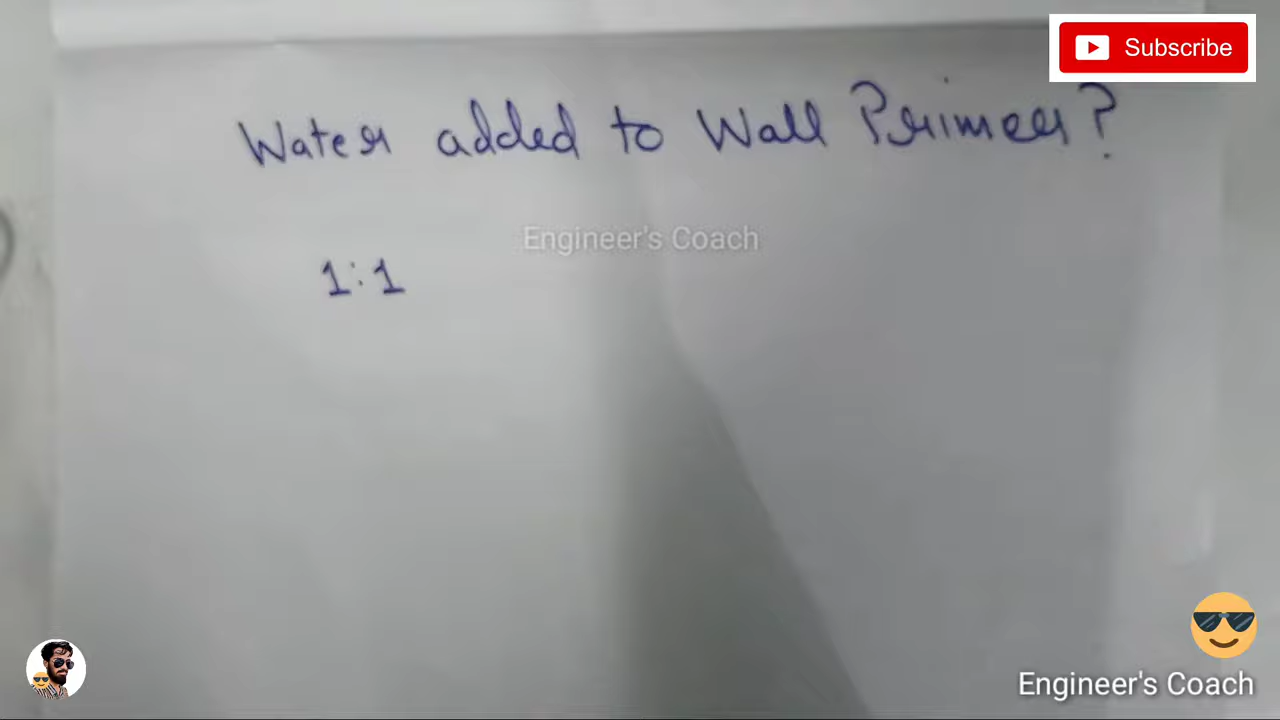 Subscribe
Water added to Wall Primer?
Engineer's Coach
1:1
Engineer's Coach